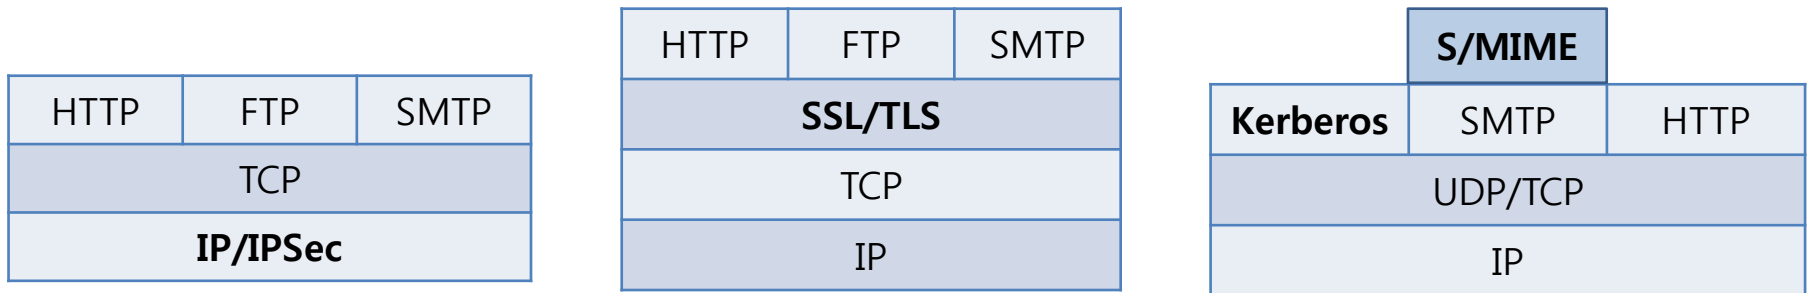 HTTP FTP SMTP
TCP
IP/IPSec
HTTP FTP SMTP
SSL/TLS
TCP
IP
S/MIME
Kerberos SMTP HTTP
UDP/TCP
IP